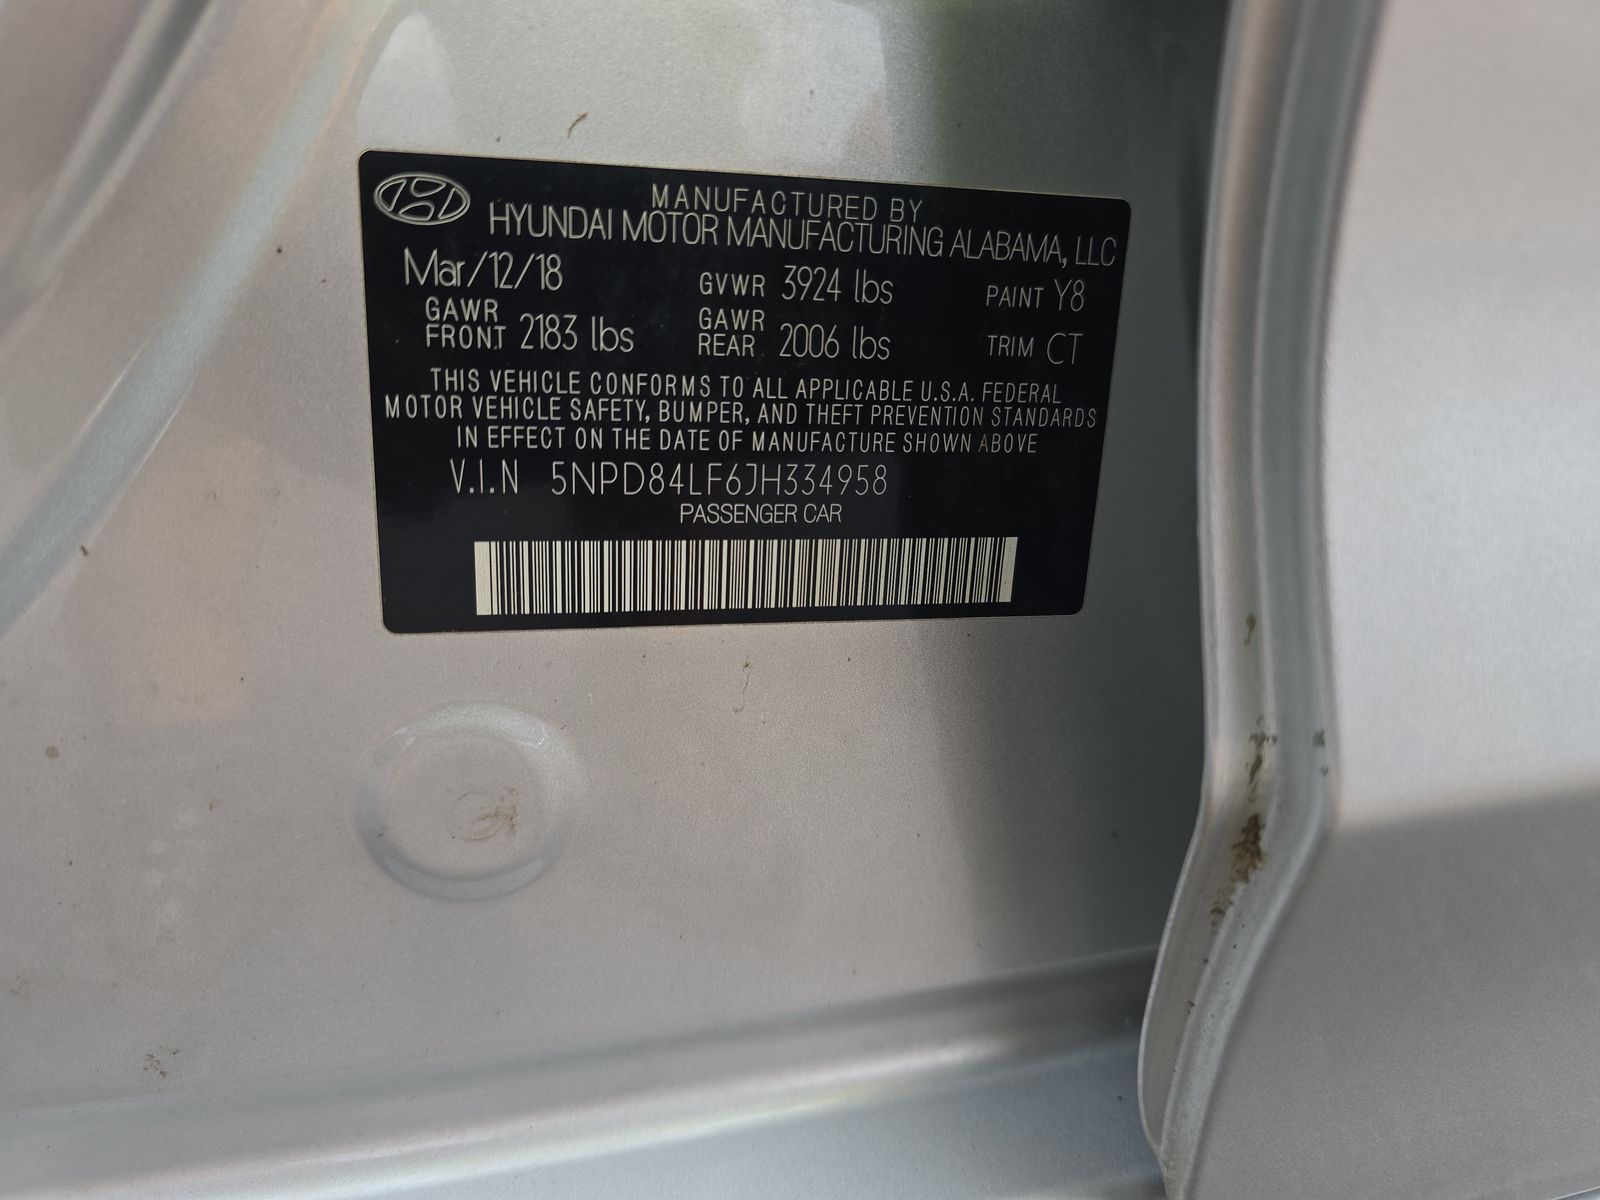 MANUFACTURED BY
HYUNDAI MOTOR MANUFACTURING ALABAMA, LLC
Mar/12/18 GVWR 3924 lbs PAINT Y8
GAWR FRONT 2183 lbs GAWR REAR 2006 lbs TRIM CT
THIS VEHICLE CONFORMS TO ALL APPLICABLE U.S.A. FEDERAL
MOTOR VEHICLE SAFETY, BUMPER, AND THEFT PREVENTION STANDARDS
IN EFFECT ON THE DATE OF MANUFACTURE SHOWN ABOVE
V.I.N 5NPD84LF6JH334958
PASSENGER CAR